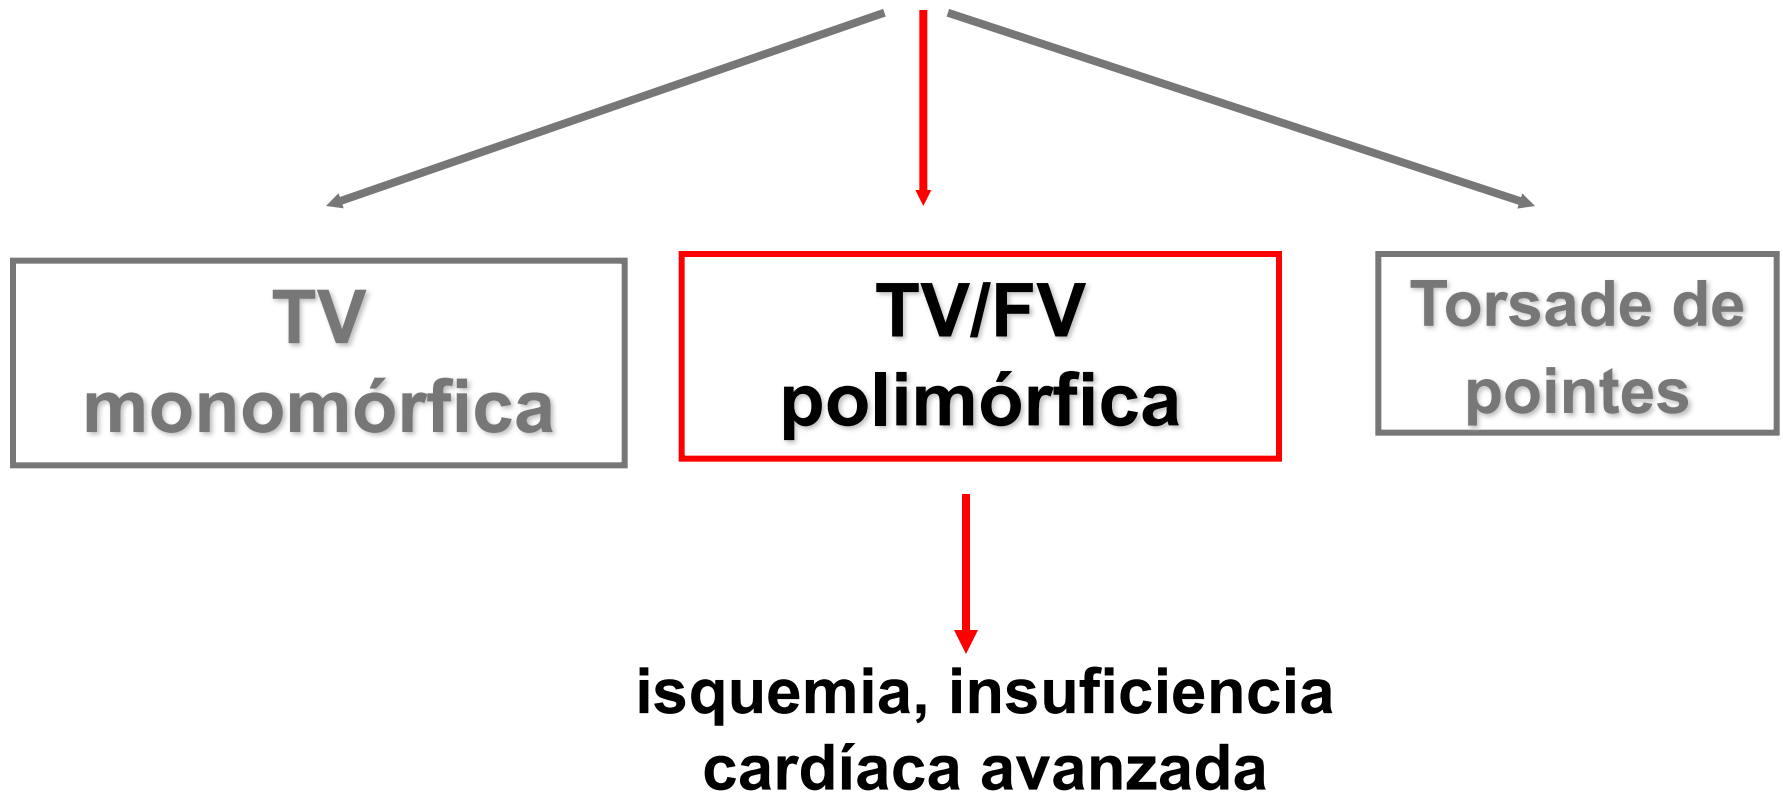 TV
monomórfica
TV/FV
polimórfica
Torsade de
pointes
isquemia, insuficiencia
cardíaca avanzada